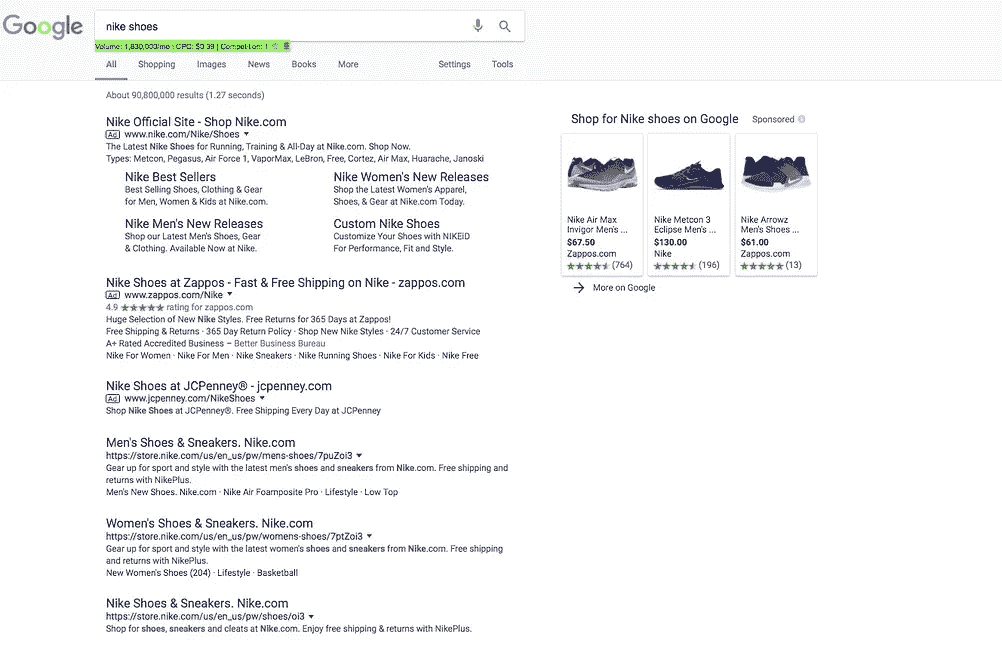 Google
nike shoes
Volume: 1,830,000/mo | CPC: $0.39 | Competition: 1
All Shopping Images News Books More Settings Tools
About 90,800,000 results (1.27 seconds)
Nike Official Site - Shop Nike.com
Ad www.nike.com/Nike/Shoes
The Latest Nike Shoes for Running, Training & All-Day at Nike.com. Shop Now.
Types: Metcon, Pegasus, Air Force 1, VaporMax, LeBron, Free, Cortez, Air Max, Huarache, Janoski
Nike Best Sellers
Best Selling Shoes, Clothing & Gear
for Men, Women & Kids at Nike.com.
Nike Women's New Releases
Shop the Latest Women's Apparel,
Shoes, & Gear at Nike.com Today.
Nike Men's New Releases
Shop our Latest Men's Shoes, Gear
& Clothing. Available Now at Nike.
Custom Nike Shoes
Customize Your Shoes with NIKEiD
For Performance, Fit and Style.
Nike Shoes at Zappos - Fast & Free Shipping on Nike - zappos.com
Ad www.zappos.com/Nike
4.9 ★★★★★ rating for zappos.com
Huge Selection of New Nike Styles. Free Returns for 365 Days at Zappos!
Free Shipping & Returns · 365 Day Return Policy · Shop New Nike Styles · 24/7 Customer Service
A+ Rated Accredited Business – Better Business Bureau
Nike For Women · Nike For Men · Nike Sneakers · Nike Running Shoes · Nike For Kids · Nike Free
Nike Shoes at JCPenney® - jcpenney.com
Ad www.jcpenney.com/NikeShoes
Shop Nike Shoes at JCPenney®. Free Shipping Every Day at JCPenney
Men's Shoes & Sneakers. Nike.com
https://store.nike.com/us/en_us/pw/mens-shoes/7puZoi3
Gear up for sport and style with the latest men's shoes and sneakers from Nike.com. Free shipping and
returns with NikePlus.
Men's New Shoes. Nike.com · Nike Air Foamposite Pro · Lifestyle · Low Top
Women's Shoes & Sneakers. Nike.com
https://store.nike.com/us/en_us/pw/womens-shoes/7ptZoi3
Gear up for sport and style with the latest women's shoes and sneakers from Nike.com. Free shipping
and returns with NikePlus.
New Women's Shoes (204) · Lifestyle · Basketball
Nike Shoes & Sneakers. Nike.com
https://store.nike.com/us/en_us/pw/shoes/oi3
Shop for shoes, sneakers and cleats at Nike.com. Enjoy free shipping & returns with NikePlus.
Shop for Nike shoes on Google Sponsored
Nike Air Max
Invigor Men's ...
$67.50
Zappos.com
(764)
Nike Metcon 3
Eclipse Men's ...
$130.00
Nike
(196)
Nike Arrowz
Men's Shoes ...
$61.00
Zappos.com
(13)
More on Google